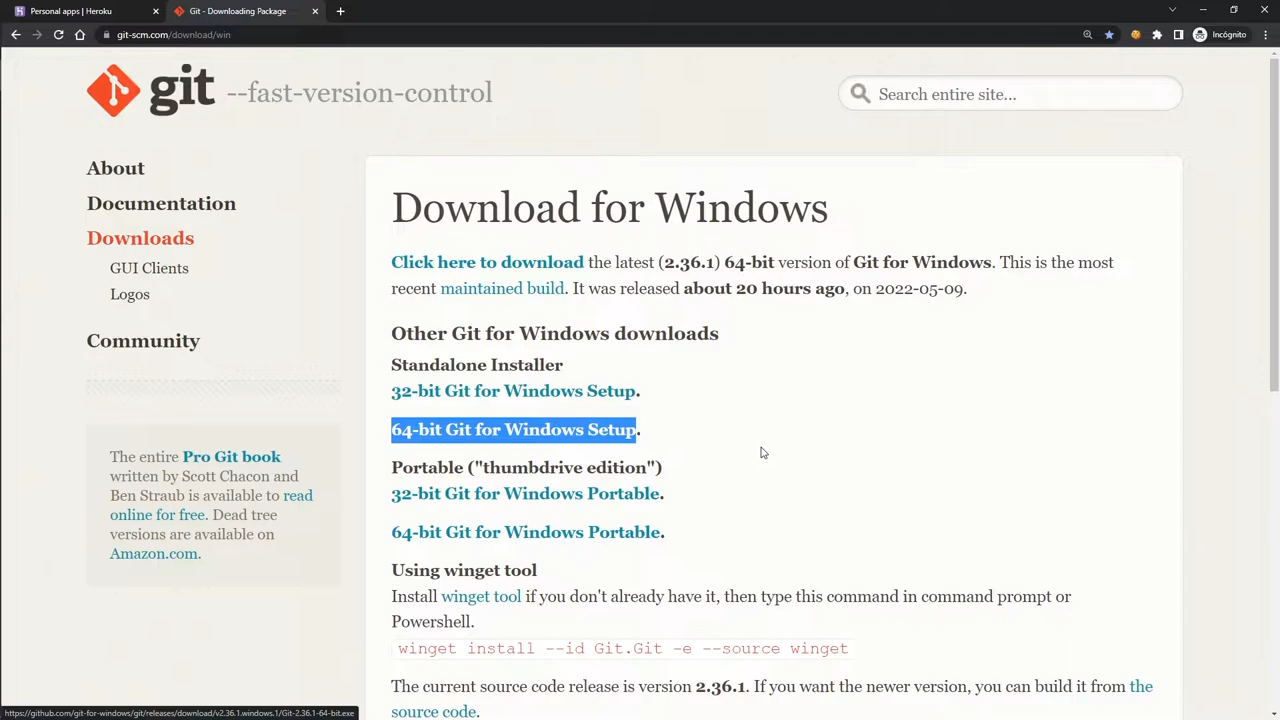 Personal apps | Heroku
Git - Downloading Package
git-scm.com/download/win
Incógnito
git --fast-version-control
Search entire site...
About
Documentation
Downloads
GUI Clients
Logos
Community
The entire Pro Git book
written by Scott Chacon and
Ben Straub is available to read
online for free. Dead tree
versions are available on
Amazon.com.
Download for Windows
Click here to download the latest (2.36.1) 64-bit version of Git for Windows. This is the most
recent maintained build. It was released about 20 hours ago, on 2022-05-09.
Other Git for Windows downloads
Standalone Installer
32-bit Git for Windows Setup.
64-bit Git for Windows Setup.
Portable ("thumbdrive edition")
32-bit Git for Windows Portable.
64-bit Git for Windows Portable.
Using winget tool
Install winget tool if you don't already have it, then type this command in command prompt or
Powershell.
winget install --id Git.Git -e --source winget
The current source code release is version 2.36.1. If you want the newer version, you can build it from the
source code.
https://github.com/git-for-windows/git/releases/download/v2.36.1.windows.1/Git-2.36.1-64-bit.exe